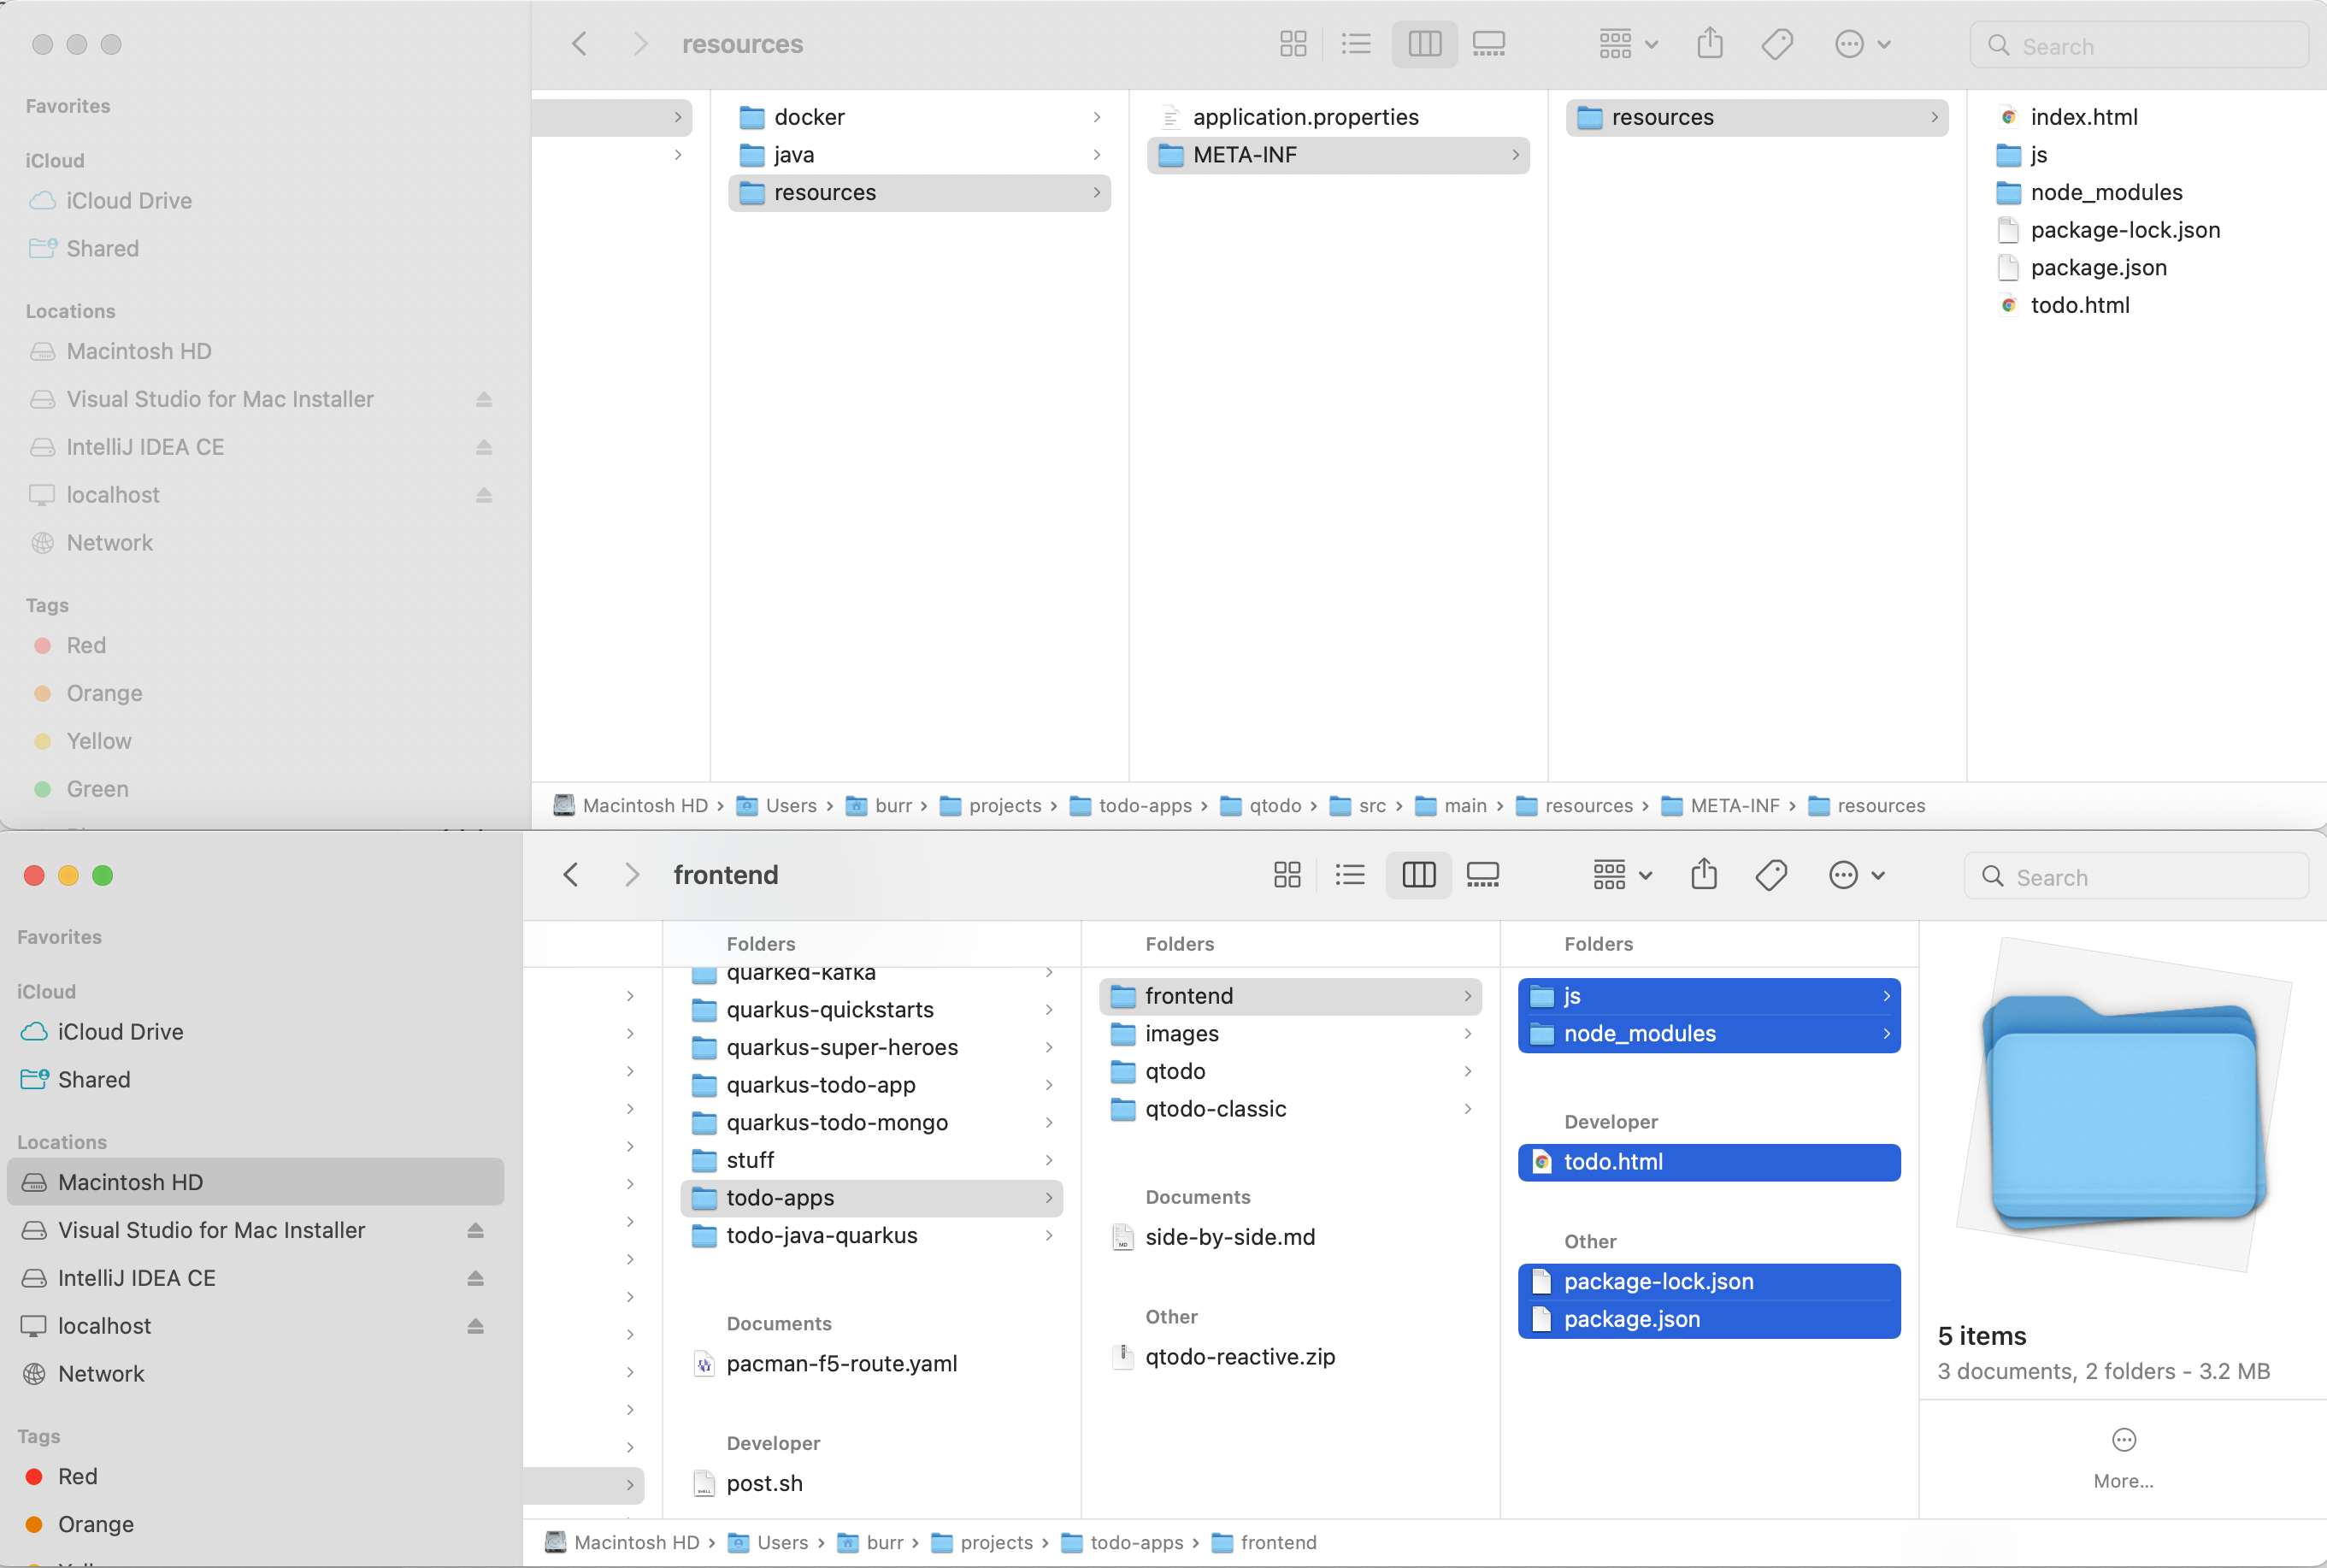 resources
Search
Favorites
iCloud
iCloud Drive
Shared
Locations
Macintosh HD
Visual Studio for Mac Installer
IntelliJ IDEA CE
localhost
Network
Tags
Red
Orange
Yellow
Green
docker
java
resources
application.properties
META-INF
resources
index.html
js
node_modules
package-lock.json
package.json
todo.html
Macintosh HD › Users › burr › projects › todo-apps › qtodo › src › main › resources › META-INF › resources
frontend
Search
Favorites
iCloud
iCloud Drive
Shared
Locations
Macintosh HD
Visual Studio for Mac Installer
IntelliJ IDEA CE
localhost
Network
Tags
Red
Orange
Folders
quarked-kafka
quarkus-quickstarts
quarkus-super-heroes
quarkus-todo-app
quarkus-todo-mongo
stuff
todo-apps
todo-java-quarkus
Documents
pacman-f5-route.yaml
Developer
post.sh
Folders
frontend
images
qtodo
qtodo-classic
Documents
side-by-side.md
Other
qtodo-reactive.zip
Folders
js
node_modules
Developer
todo.html
Other
package-lock.json
package.json
5 items
3 documents, 2 folders - 3.2 MB
More...
Macintosh HD › Users › burr › projects › todo-apps › frontend